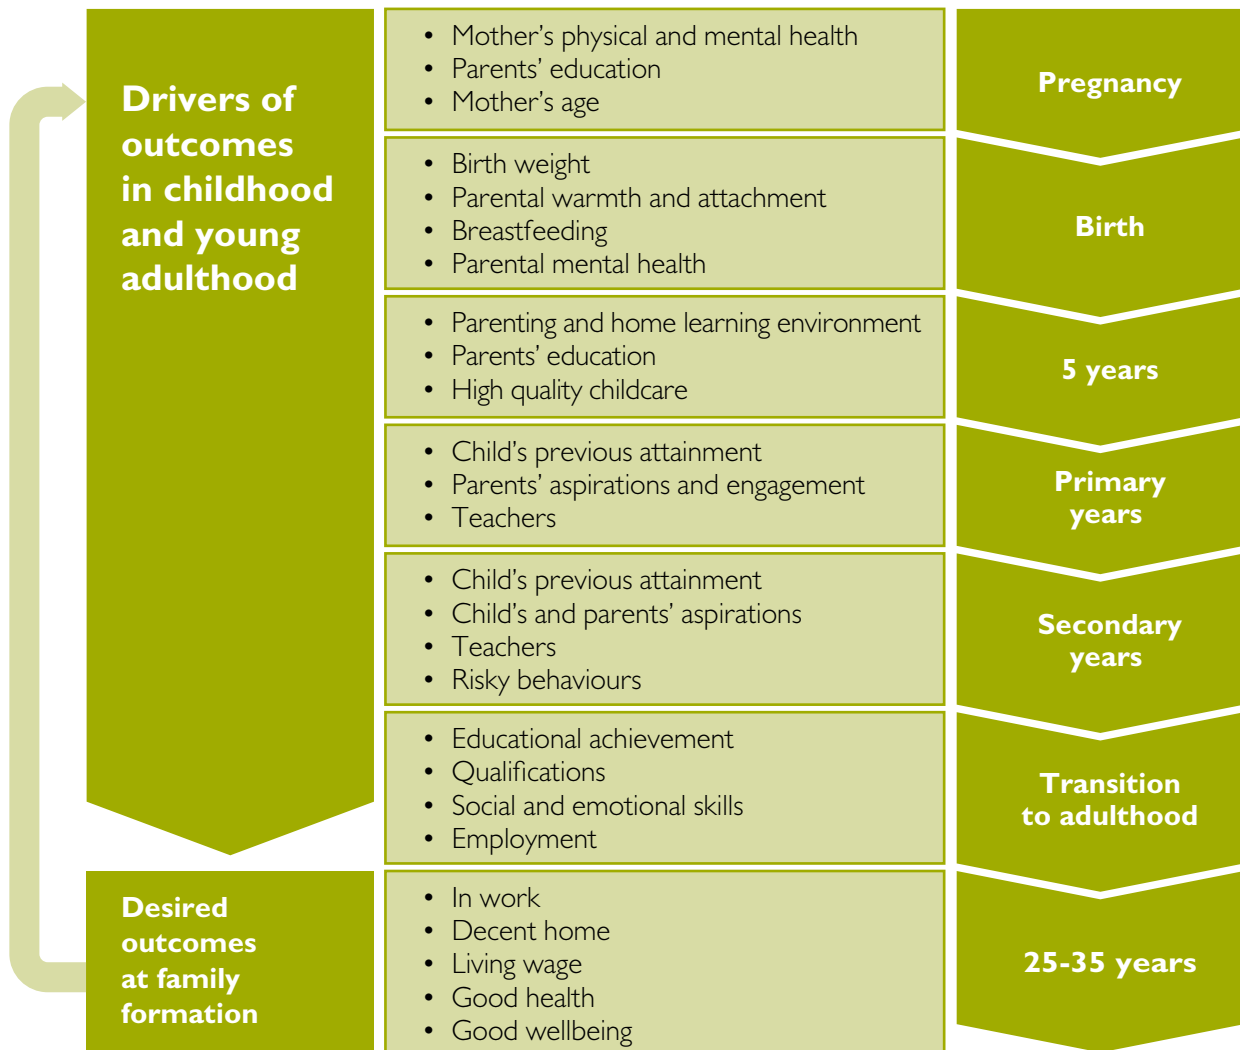 Drivers of
outcomes
in childhood
and young
adulthood
• Mother’s physical and mental health
• Parents’ education
• Mother’s age
Pregnancy
• Birth weight
• Parental warmth and attachment
• Breastfeeding
• Parental mental health
Birth
• Parenting and home learning environment
• Parents’ education
• High quality childcare
5 years
• Child’s previous attainment
• Parents’ aspirations and engagement
• Teachers
Primary
years
• Child’s previous attainment
• Child’s and parents’ aspirations
• Teachers
• Risky behaviours
Secondary
years
• Educational achievement
• Qualifications
• Social and emotional skills
• Employment
Transition
to adulthood
Desired
outcomes
at family
formation
• In work
• Decent home
• Living wage
• Good health
• Good wellbeing
25-35 years